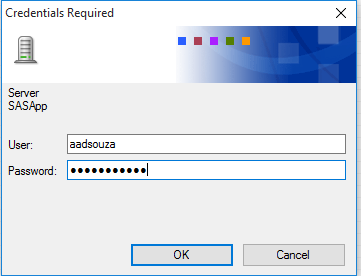 Credentials Required
Server
SASApp
User: aadsouza
Password: ●●●●●●●●●●●
OK Cancel